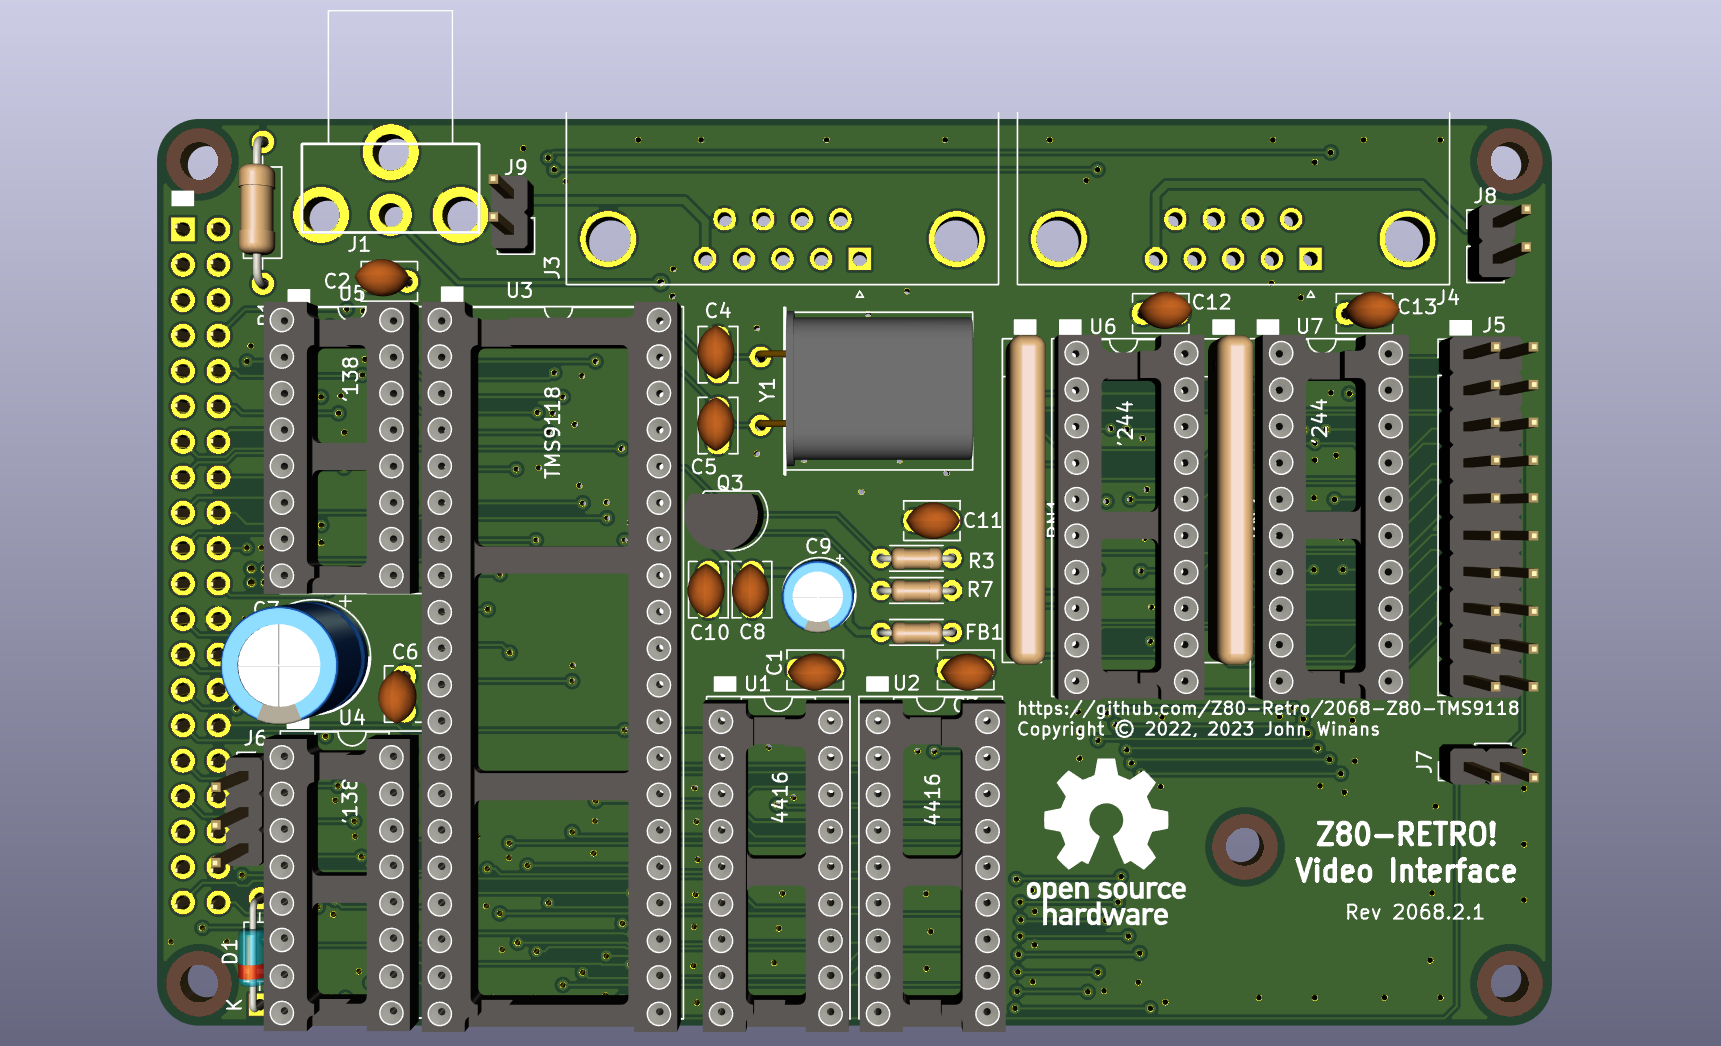 J9
J8
J1
J3
C2
U5
U3
C4
C12
C13
J4
U6
U7
J5
'138
TMS9118
Y1
'244
'244
C5
Q3
C11
C9
+
R3
R7
C10
C8
FB1
+
C6
C1
U1
U2
U4
J6
https://github.com/Z80-Retro/2068-Z80-TMS9118
Copyright © 2022, 2023 John Winans
J7
'138
4416
4416
Z80-RETRO!
Video Interface
open source
hardware
Rev 2068.2.1
D1
K